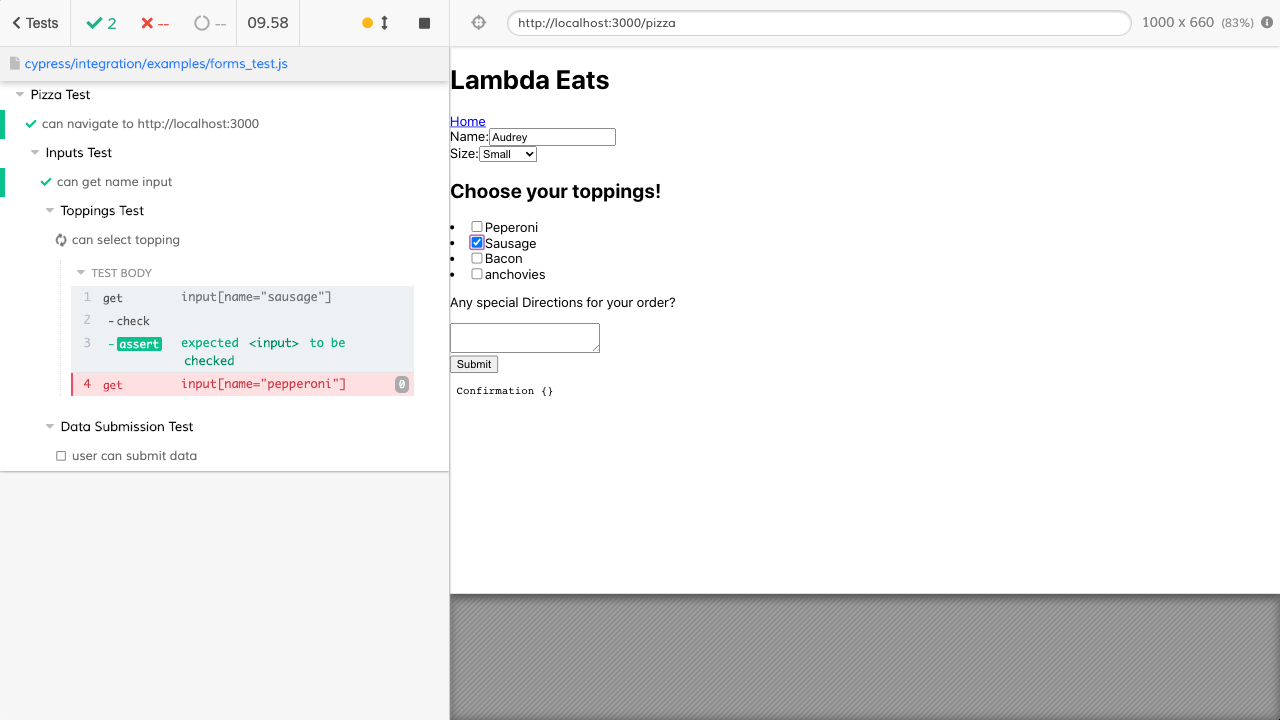 Tests
2
--
--
09.58
http://localhost:3000/pizza
1000 x 660 (83%)
cypress/integration/examples/forms_test.js
Pizza Test
can navigate to http://localhost:3000
Inputs Test
can get name input
Toppings Test
can select topping
TEST BODY
1 get input[name="sausage"]
2 - check
3 - assert expected <input> to be
checked
4 get input[name="pepperoni"] 0
Data Submission Test
user can submit data
Lambda Eats
Home
Name: Audrey
Size: Small
Choose your toppings!
• Peperoni
• Sausage
• Bacon
• anchovies
Any special Directions for your order?
Submit
Confirmation {}